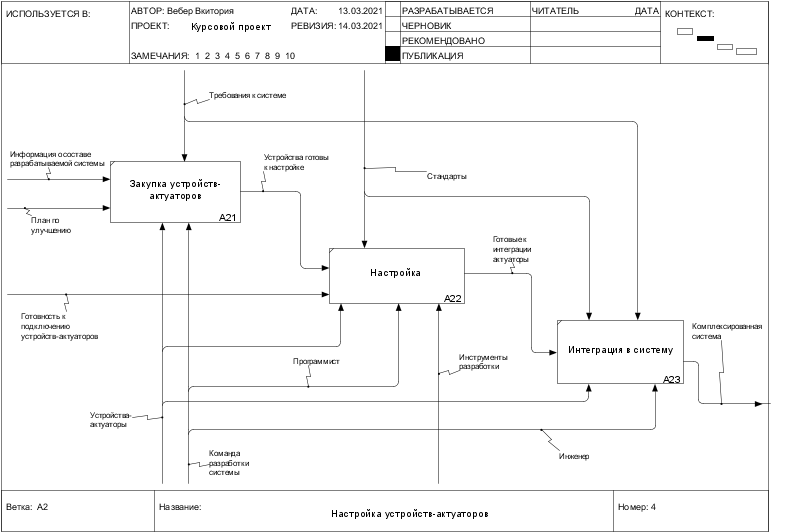 ИСПОЛЬЗУЕТСЯ В:
АВТОР: Вебер Вкитория
ДАТА: 13.03.2021
ПРОЕКТ: Курсовой проект
РЕВИЗИЯ: 14.03.2021
ЗАМЕЧАНИЯ: 1 2 3 4 5 6 7 8 9 10
РАЗРАБАТЫВАЕТСЯ
ЧЕРНОВИК
РЕКОМЕНДОВАНО
ПУБЛИКАЦИЯ
ЧИТАТЕЛЬ
ДАТА
КОНТЕКСТ:
Требования к системе
Информация о составе
разрабатываемой системы
Устройства готовы
к настройке
Стандарты
Закупка устройств-
актуаторов
A21
План по
улучшению
Готовые к
интеграции
актуаторы
Настройка
A22
Готовность к
подключению
устройств-актуаторов
Комплексированная
система
Интеграция в систему
A23
Программист
Инструменты
разработки
Устройства-
актуаторы
Команда
разработки
системы
Инженер
Ветка: A2
Название:
Настройка устройств-актуаторов
Номер: 4